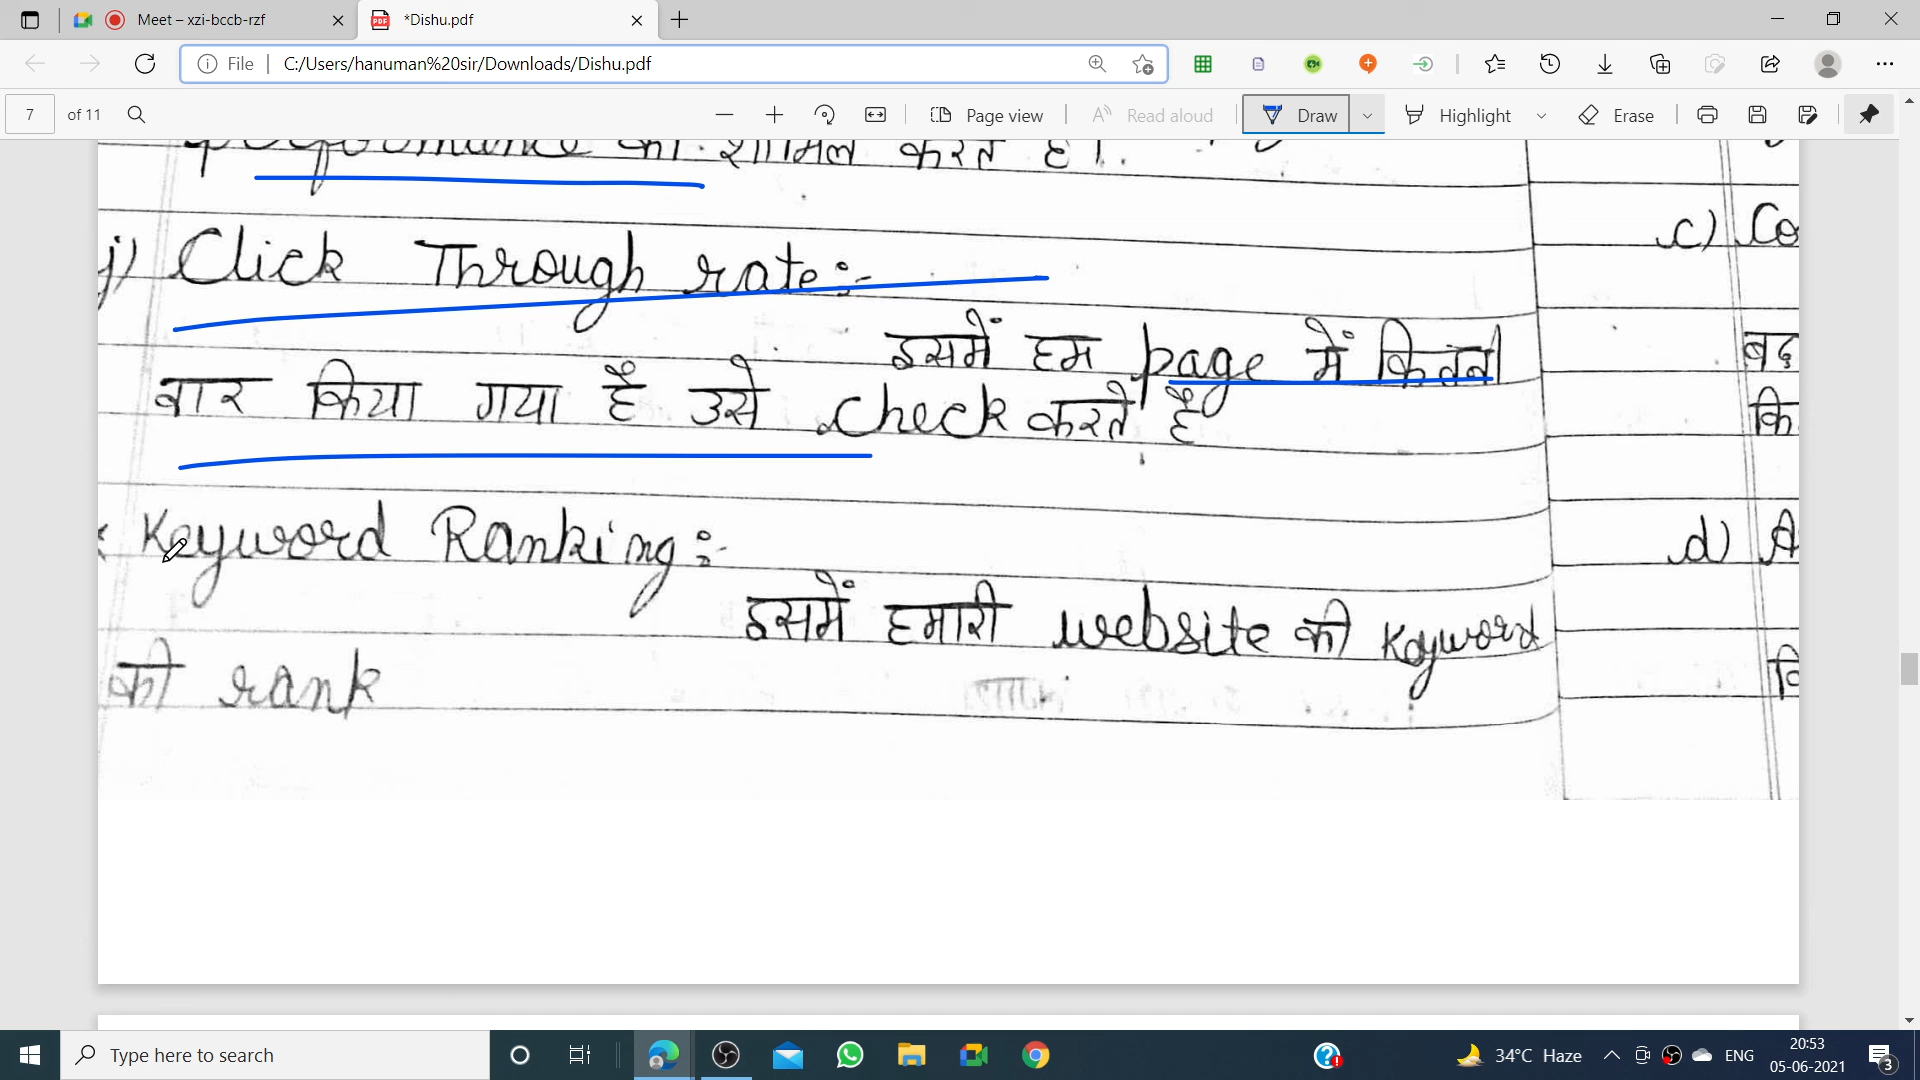 Meet – xzi-bccb-rzf
*Dishu.pdf
File
C:/Users/hanuman%20sir/Downloads/Dishu.pdf
7 of 11
Page view
Read aloud
Draw
Highlight
Erase
performance को शामिल करते है।
j) Click Through rate:-
इसमें हम page में कितनी
बार किया गया है उसे check करते है
Keyword Ranking:-
इसमें हमारी website की keyword
की rank
c) Co
बढ़
कि
d) A
Type here to search
34°C Haze
ENG
20:53
05-06-2021
3